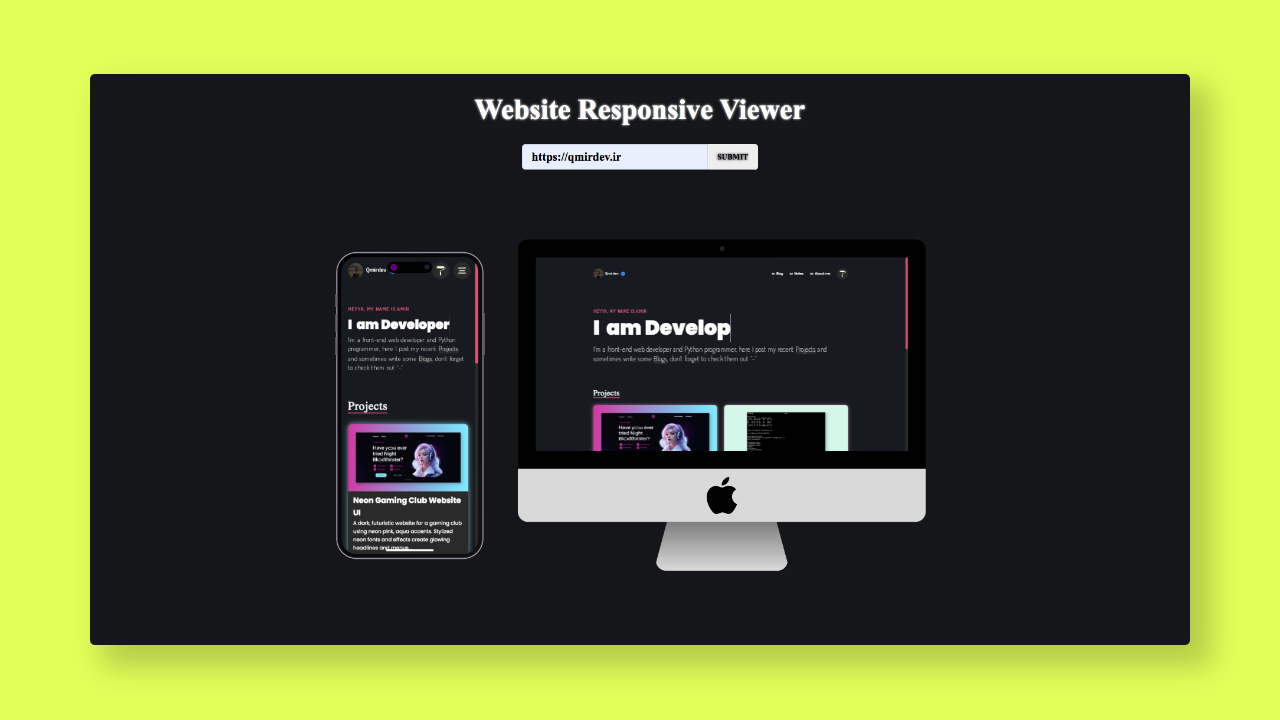 Website Responsive Viewer
https://qmirdev.ir
SUBMIT
Qmirdev
HEYYA, MY NAME IS AMIR
I am Developer
I'm a front-end web developer and Python
programmer, here I post my recent Projects
and sometimes write some Blogs, don't forget
to check them out ˘-˘
Projects
Have you ever
tried Night
Bloodthirster?
Neon Gaming Club Website
UI
A dark, futuristic website for a gaming club
using neon pink, aqua accents. Stylized
neon fonts and effects create glowing
headlines and menus.
Qmirdev
Blog
Notes
About me
HEYYA, MY NAME IS AMIR
I am Develop
I'm a front-end web developer and Python programmer, here I post my recent Projects and
sometimes write some Blogs, don't forget to check them out ˘-˘
Projects
Have you ever
tried Night
Bloodthirster?